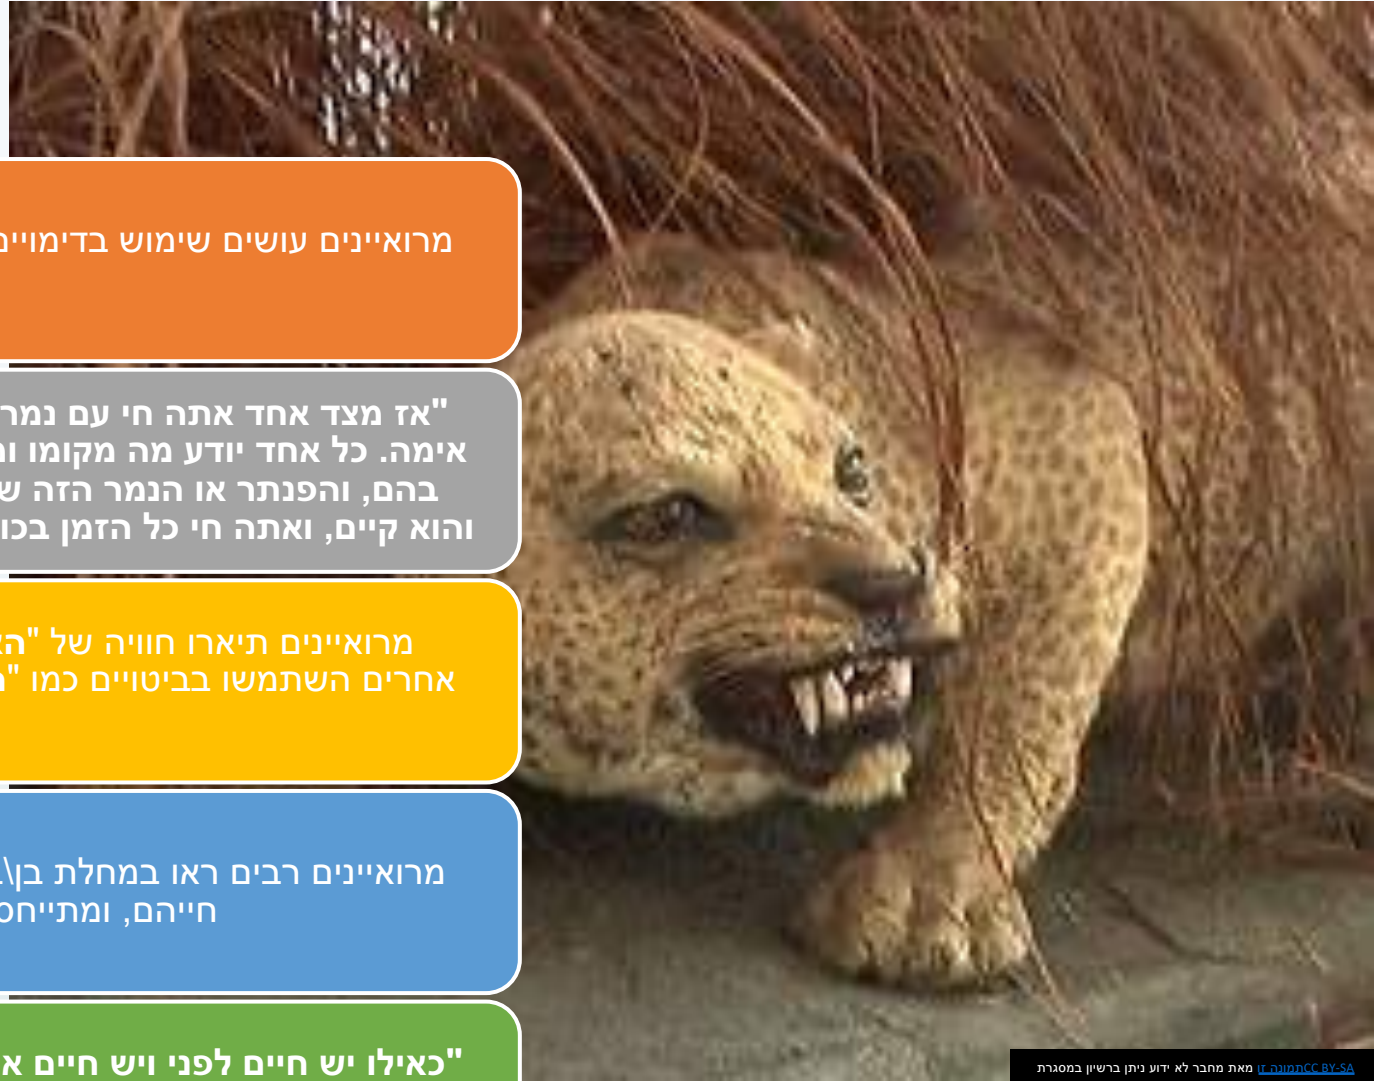 מרואיינים עושים שימוש
"אז מצד אחד אתה חי עם נמר
אימה. כל אחד יודע מה מקומו
בהם, והפנתר או הנמר הזה
והוא קיים, ואתה חי כל הזמן
מרואיינים תיארו חוויה של "
אחרים השתמשו בביטויים כמו "
מרואיינים רבים ראו במחלת בן\
חייהם,
"כאילו יש חיים לפני ויש חיים
תמונה זו מאת מחבר לא ידוע ניתן ברשיון במסגרת CC BY-SA